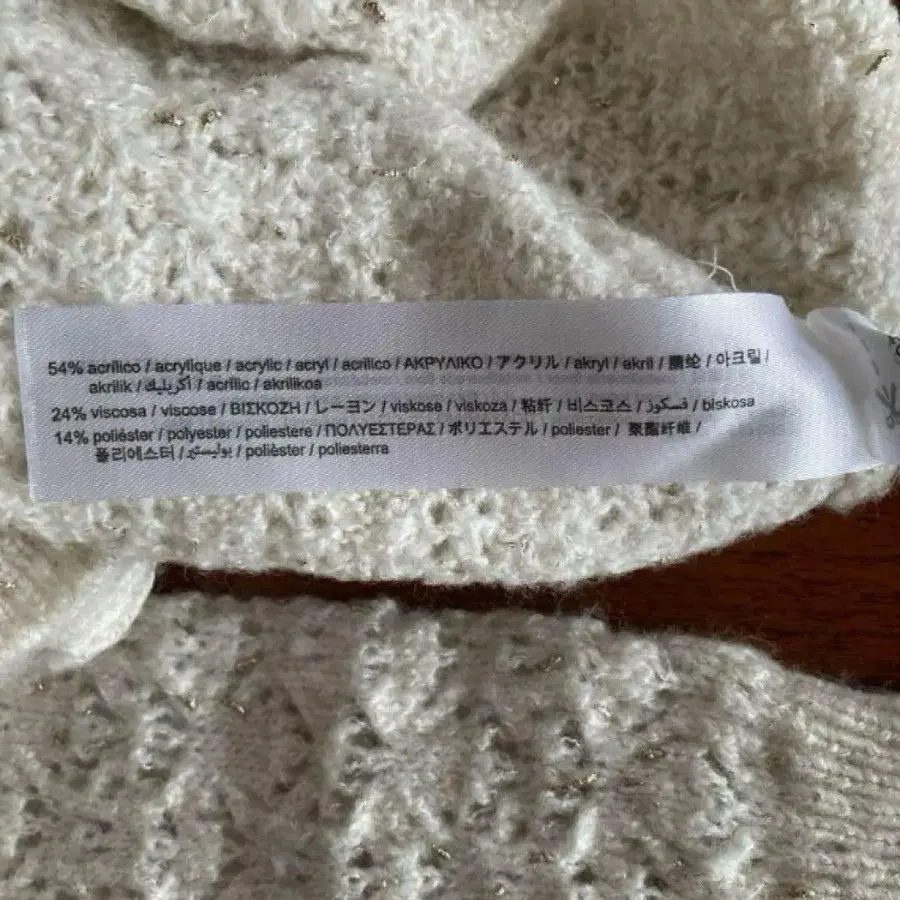 54% acrílico / acrylique / acrylic / acryl / acrilico / ΑΚΡΥΛΙΚΟ / アクリル / akryl / akril / 腈纶 / 아크릴 /
akrilik / أكريليك / acrílic / akrilikoa
24% viscosa / viscose / ΒΙΣΚΟΖΗ / レーヨン / viskose / viskoza / 粘纤 / 비스코스 / فسكوز / biskosa
14% poliéster / polyester / poliestere / ΠΟΛΥΕΣΤΕΡΑΣ / ポリエステル / poliester / 聚酯纤维 /
폴리에스터 / بوليستير / polièster / poliesterra